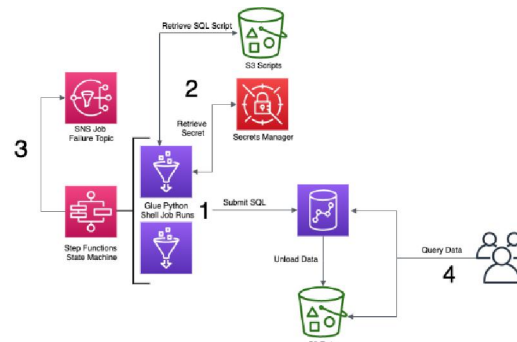 Retrieve SQL Script
S3 Scripts
2
SNS Job
Failure Topic
Retrieve
Secret
Secrets Manager
3
Glue Python
Shell Job Runs
1
Submit SQL
Step Functions
State Machine
Unload Data
Query Data
4